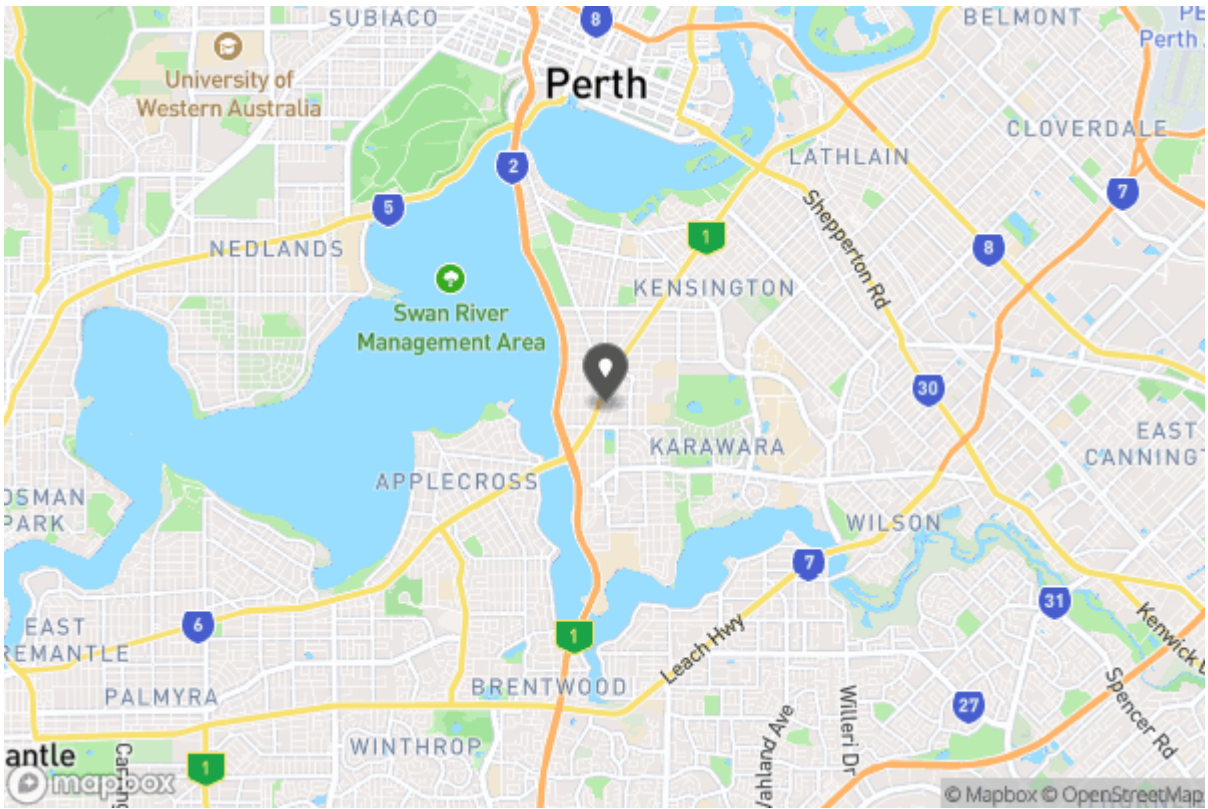 SUBIACO
8
BELMONT
PE
Perth
University of
Western Australia
Perth
CLOVERDALE
LATHLAIN
2
7
5
Shepperton Rd
NEDLANDS
1
8
KENSINGTON
Swan River
Management Area
30
KARAWARA
EAST
CANNINGT
APPLECROSS
OSMAN
PARK
WILSON
7
31
6
EAST
REMANTLE
1
Kenwick
Leach Hwy
BRENTWOOD
PALMYRA
Spencer Rd
27
Willeri Dr
Vahland Ave
WINTHROP
antle
1
mapbox
© Mapbox © OpenStreetMap